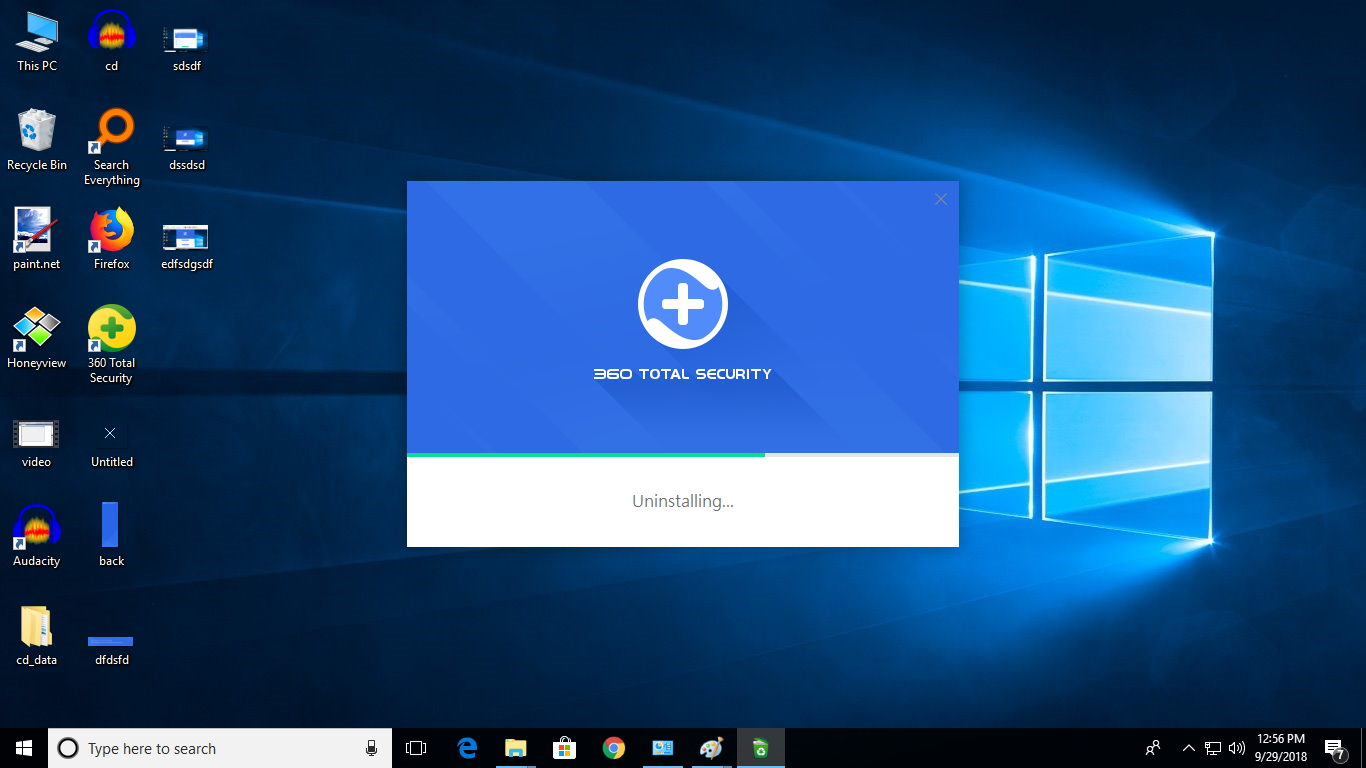 This PC
cd
sdsdf
Recycle Bin
Search
Everything
dssdsd
paint.net
Firefox
edfsdgsdf
Honeyview
360 Total
Security
video
Untitled
Audacity
back
cd_data
dfdsfd
360 TOTAL SECURITY
Uninstalling...
Type here to search
12:56 PM
9/29/2018
7